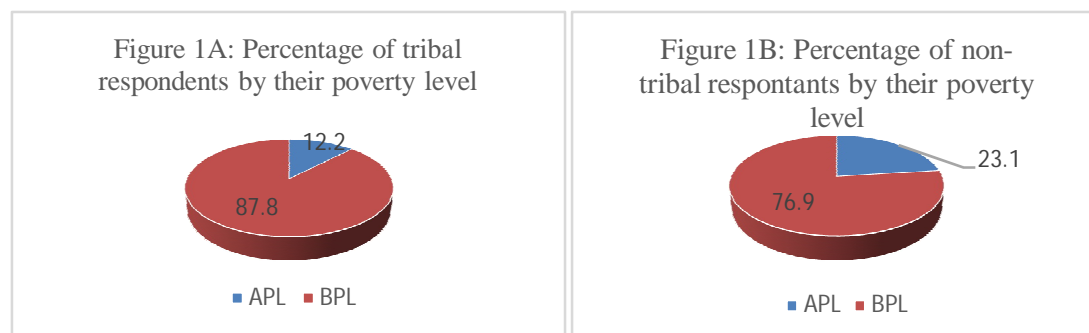 Figure 1A: Percentage of tribal
respondents by their poverty level
12.2
87.8
APL BPL
Figure 1B: Percentage of non-
tribal respontants by their poverty
level
23.1
76.9
APL BPL